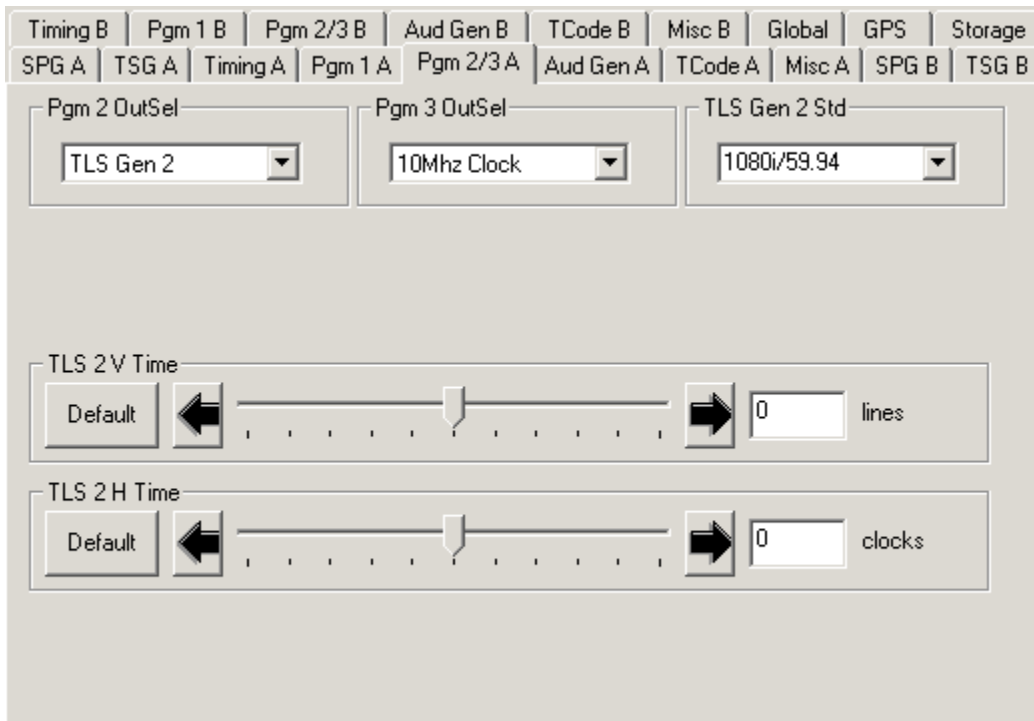 Timing B Pgm 1 B Pgm 2/3 B Aud Gen B TCode B Misc B Global GPS Storage
SPG A TSG A Timing A Pgm 1 A Pgm 2/3 A Aud Gen A TCode A Misc A SPG B TSG B
Pgm 2 OutSel Pgm 3 OutSel TLS Gen 2 Std
TLS Gen 2 10Mhz Clock 1080i/59.94
TLS 2 V Time
Default 0 lines
TLS 2 H Time
Default 0 clocks